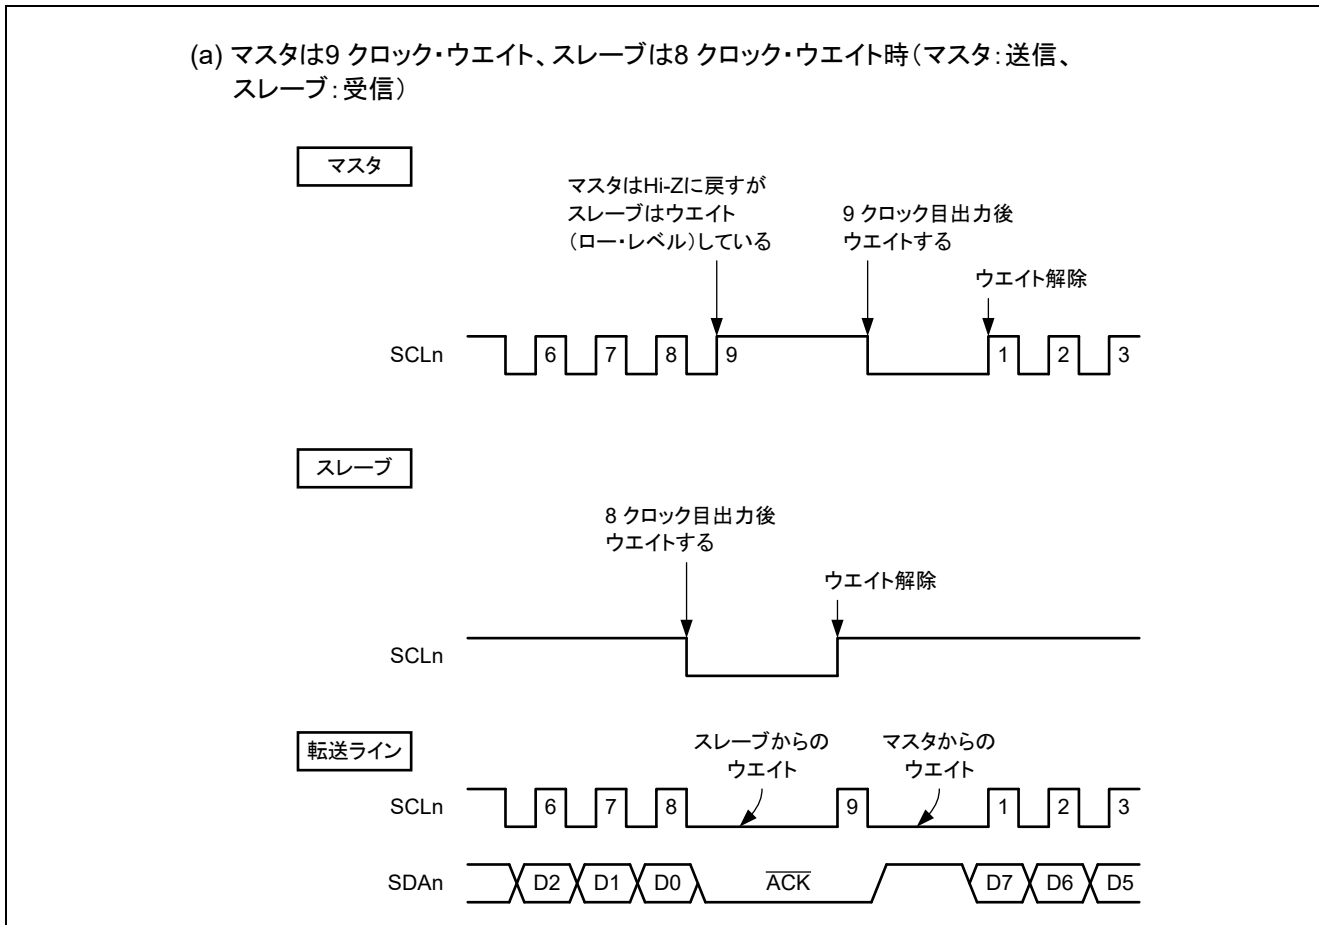 (a) マスタは9 クロック・ウエイト、スレーブは8 クロック・ウエイト時（マスタ：送信、
スレーブ：受信）
マスタ
マスタはHi-Zに戻すが
スレーブはウエイト
（ロー・レベル）している
9 クロック目出力後
ウエイトする
ウエイト解除
SCLn 6 7 8 9 1 2 3
スレーブ
8 クロック目出力後
ウエイトする
ウエイト解除
SCLn
転送ライン
スレーブからの
ウエイト
マスタからの
ウエイト
SCLn 6 7 8 9 1 2 3
SDAn D2 D1 D0 ACK D7 D6 D5